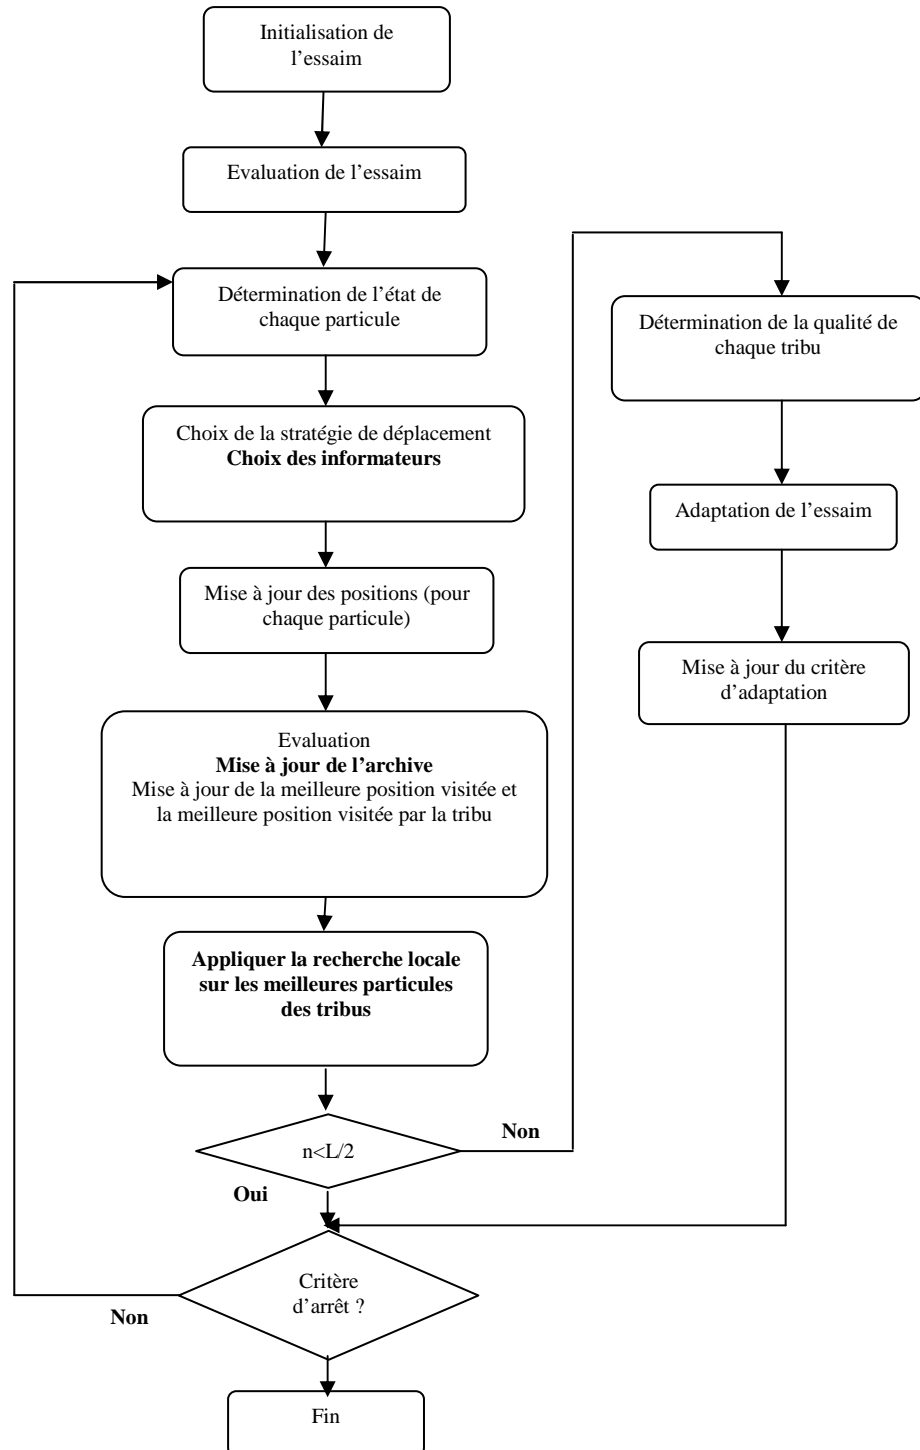 Initialisation de
l'essaim
Evaluation de l'essaim
Détermination de l'état de
chaque particule
Choix de la stratégie de déplacement
Choix des informateurs
Mise à jour des positions (pour
chaque particule)
Evaluation
Mise à jour de l'archive
Mise à jour de la meilleure position visitée et
la meilleure position visitée par la tribu
Appliquer la recherche locale
sur les meilleures particules
des tribus
n<L/2
Non
Oui
Détermination de la qualité de
chaque tribu
Adaptation de l'essaim
Mise à jour du critère
d'adaptation
Critère
d'arrêt ?
Non
Fin